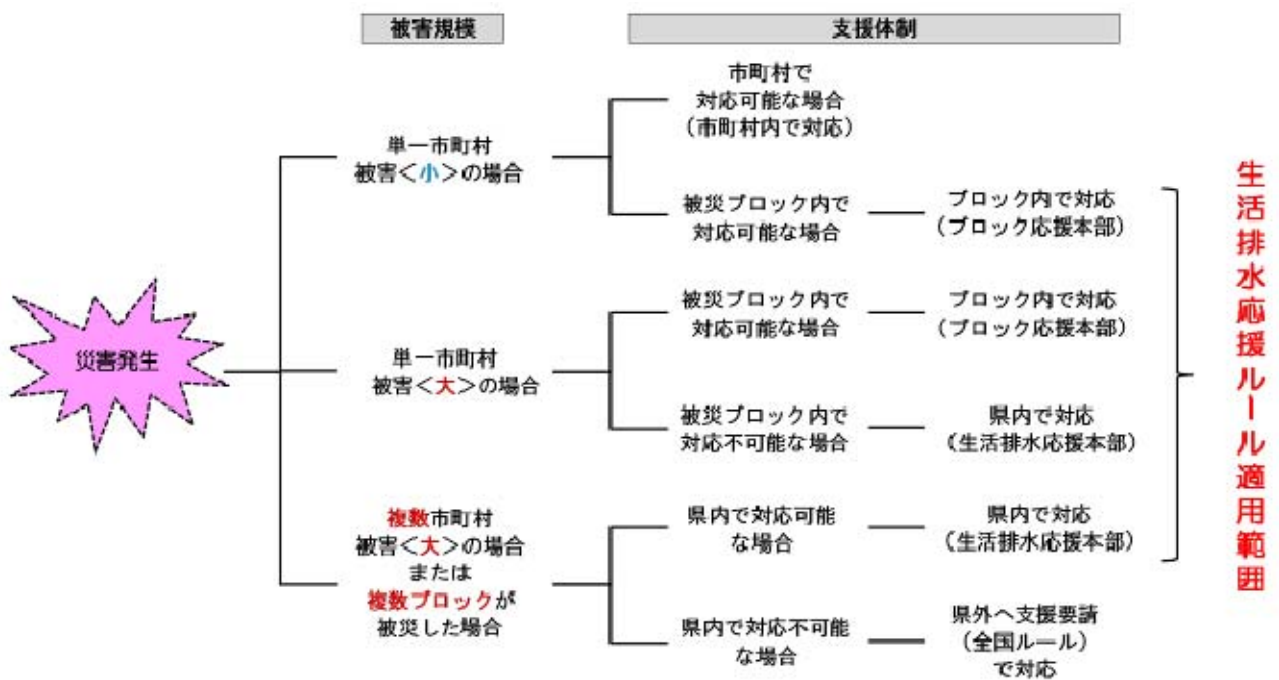 被害規模
支援体制
災害発生
単一市町村
被害＜小＞の場合
市町村で
対応可能な場合
（市町村内で対応）
被災ブロック内で
対応可能な場合
ブロック内で対応
（ブロック応援本部）
単一市町村
被害＜大＞の場合
被災ブロック内で
対応可能な場合
ブロック内で対応
（ブロック応援本部）
被災ブロック内で
対応不可能な場合
県内で対応
（生活排水応援本部）
複数市町村
被害＜大＞の場合
または
複数ブロックが
被災した場合
県内で対応可能
な場合
県内で対応
（生活排水応援本部）
県内で対応不可能
な場合
県外へ支援要請
（全国ルール）
で対応
生活排水応援ルール適用範囲